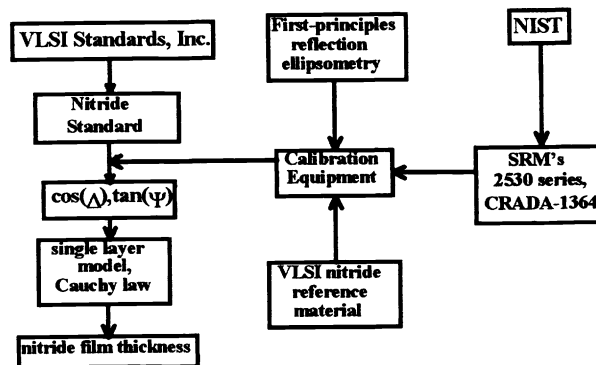 VLSI Standards, Inc.
Nitride
Standard
cos(Δ),tan(Ψ)
single layer
model,
Cauchy law
nitride film thickness
First-principles
reflection
ellipsometry
Calibration
Equipment
VLSI nitride
reference
material
NIST
SRM's
2530 series,
CRADA-1364